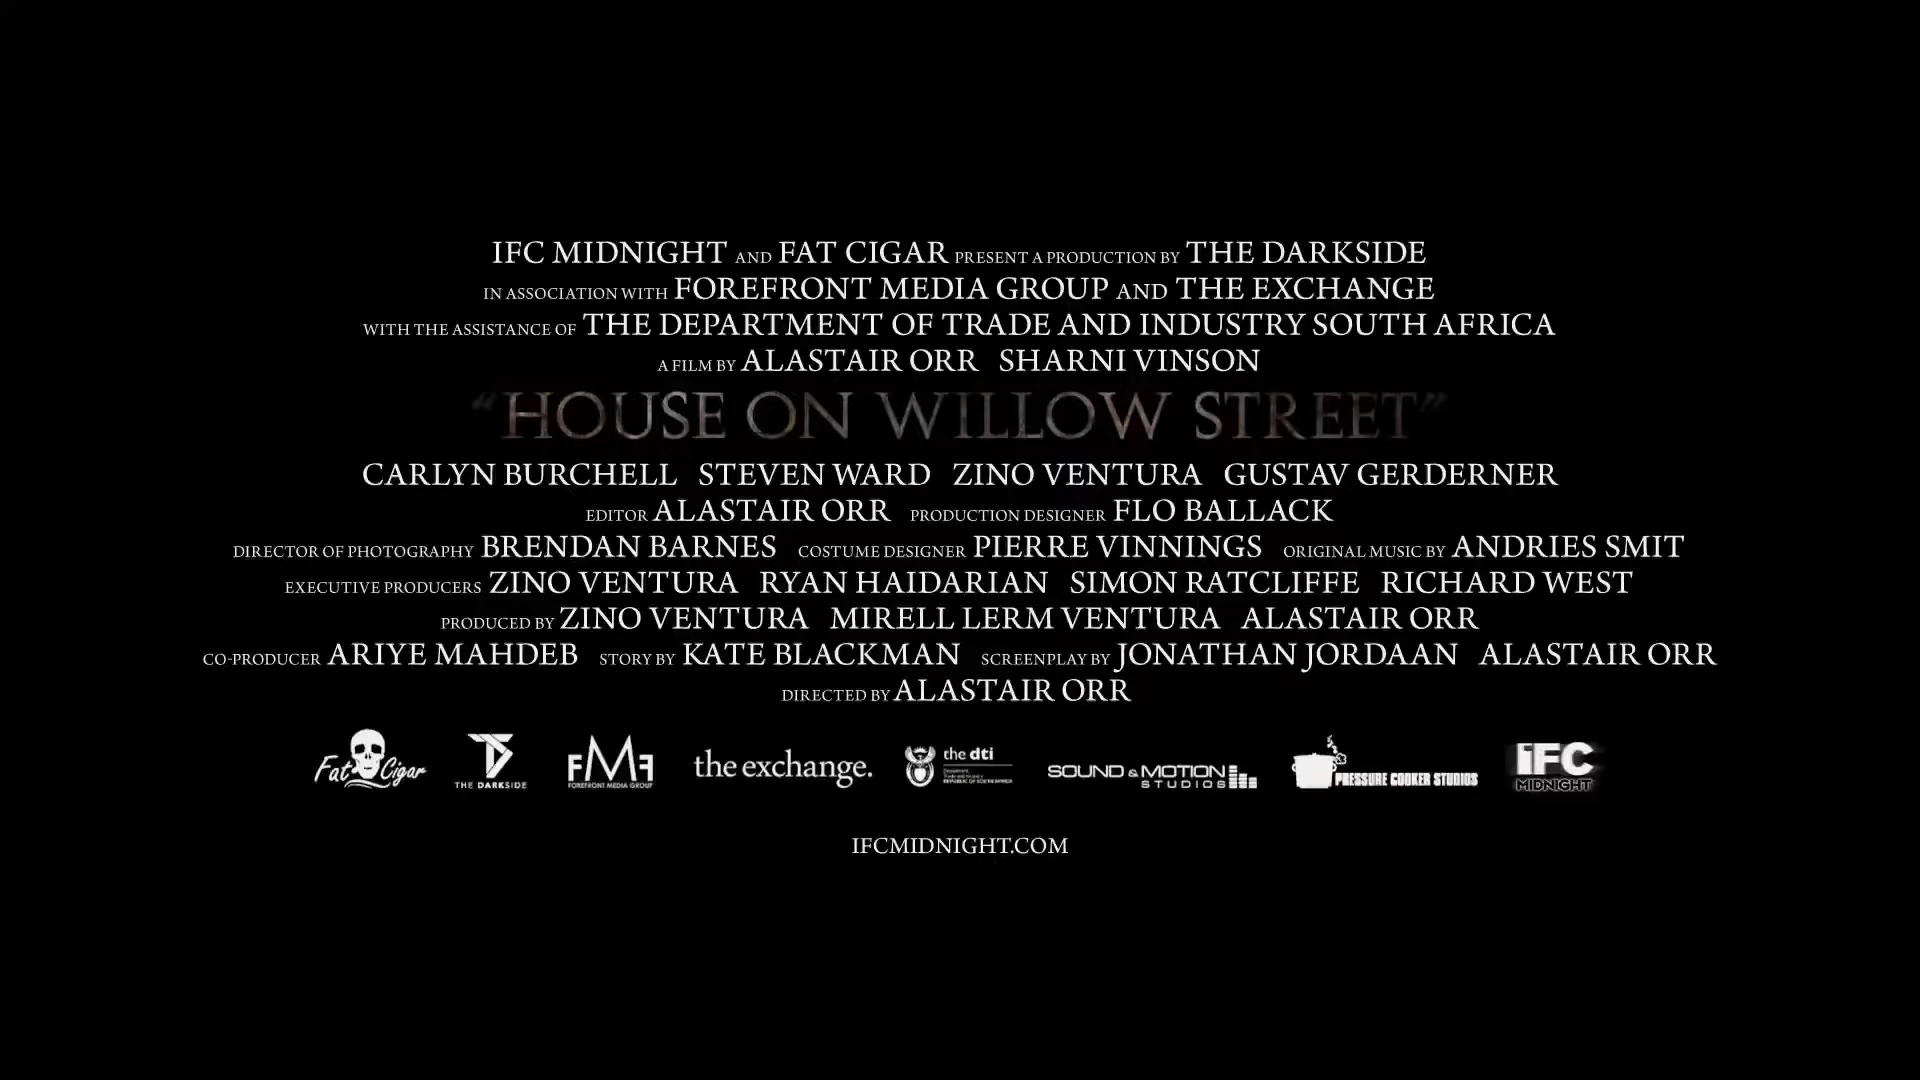 IFC MIDNIGHT AND FAT CIGAR PRESENT A PRODUCTION BY THE DARKSIDE
IN ASSOCIATION WITH FOREFRONT MEDIA GROUP AND THE EXCHANGE
WITH THE ASSISTANCE OF THE DEPARTMENT OF TRADE AND INDUSTRY SOUTH AFRICA
A FILM BY ALASTAIR ORR SHARNI VINSON
"HOUSE ON WILLOW STREET"
CARLYN BURCHELL STEVEN WARD ZINO VENTURA GUSTAV GERDERNER
EDITOR ALASTAIR ORR PRODUCTION DESIGNER FLO BALLACK
DIRECTOR OF PHOTOGRAPHY BRENDAN BARNES COSTUME DESIGNER PIERRE VINNINGS ORIGINAL MUSIC BY ANDRIES SMIT
EXECUTIVE PRODUCERS ZINO VENTURA RYAN HAIDARIAN SIMON RATCLIFFE RICHARD WEST
PRODUCED BY ZINO VENTURA MIRELL LERM VENTURA ALASTAIR ORR
CO-PRODUCER ARIYE MAHDEB STORY BY KATE BLACKMAN SCREENPLAY BY JONATHAN JORDAAN ALASTAIR ORR
DIRECTED BY ALASTAIR ORR
Fat Cigar
THE DARKSIDE
FMF
FOREFRONT MEDIA GROUP
the exchange.
the dti
REPUBLIC OF SOUTH AFRICA
SOUND & MOTION
STUDIOS
PRESSURE COOKER STUDIOS
IFC
MIDNIGHT
IFCMIDNIGHT.COM